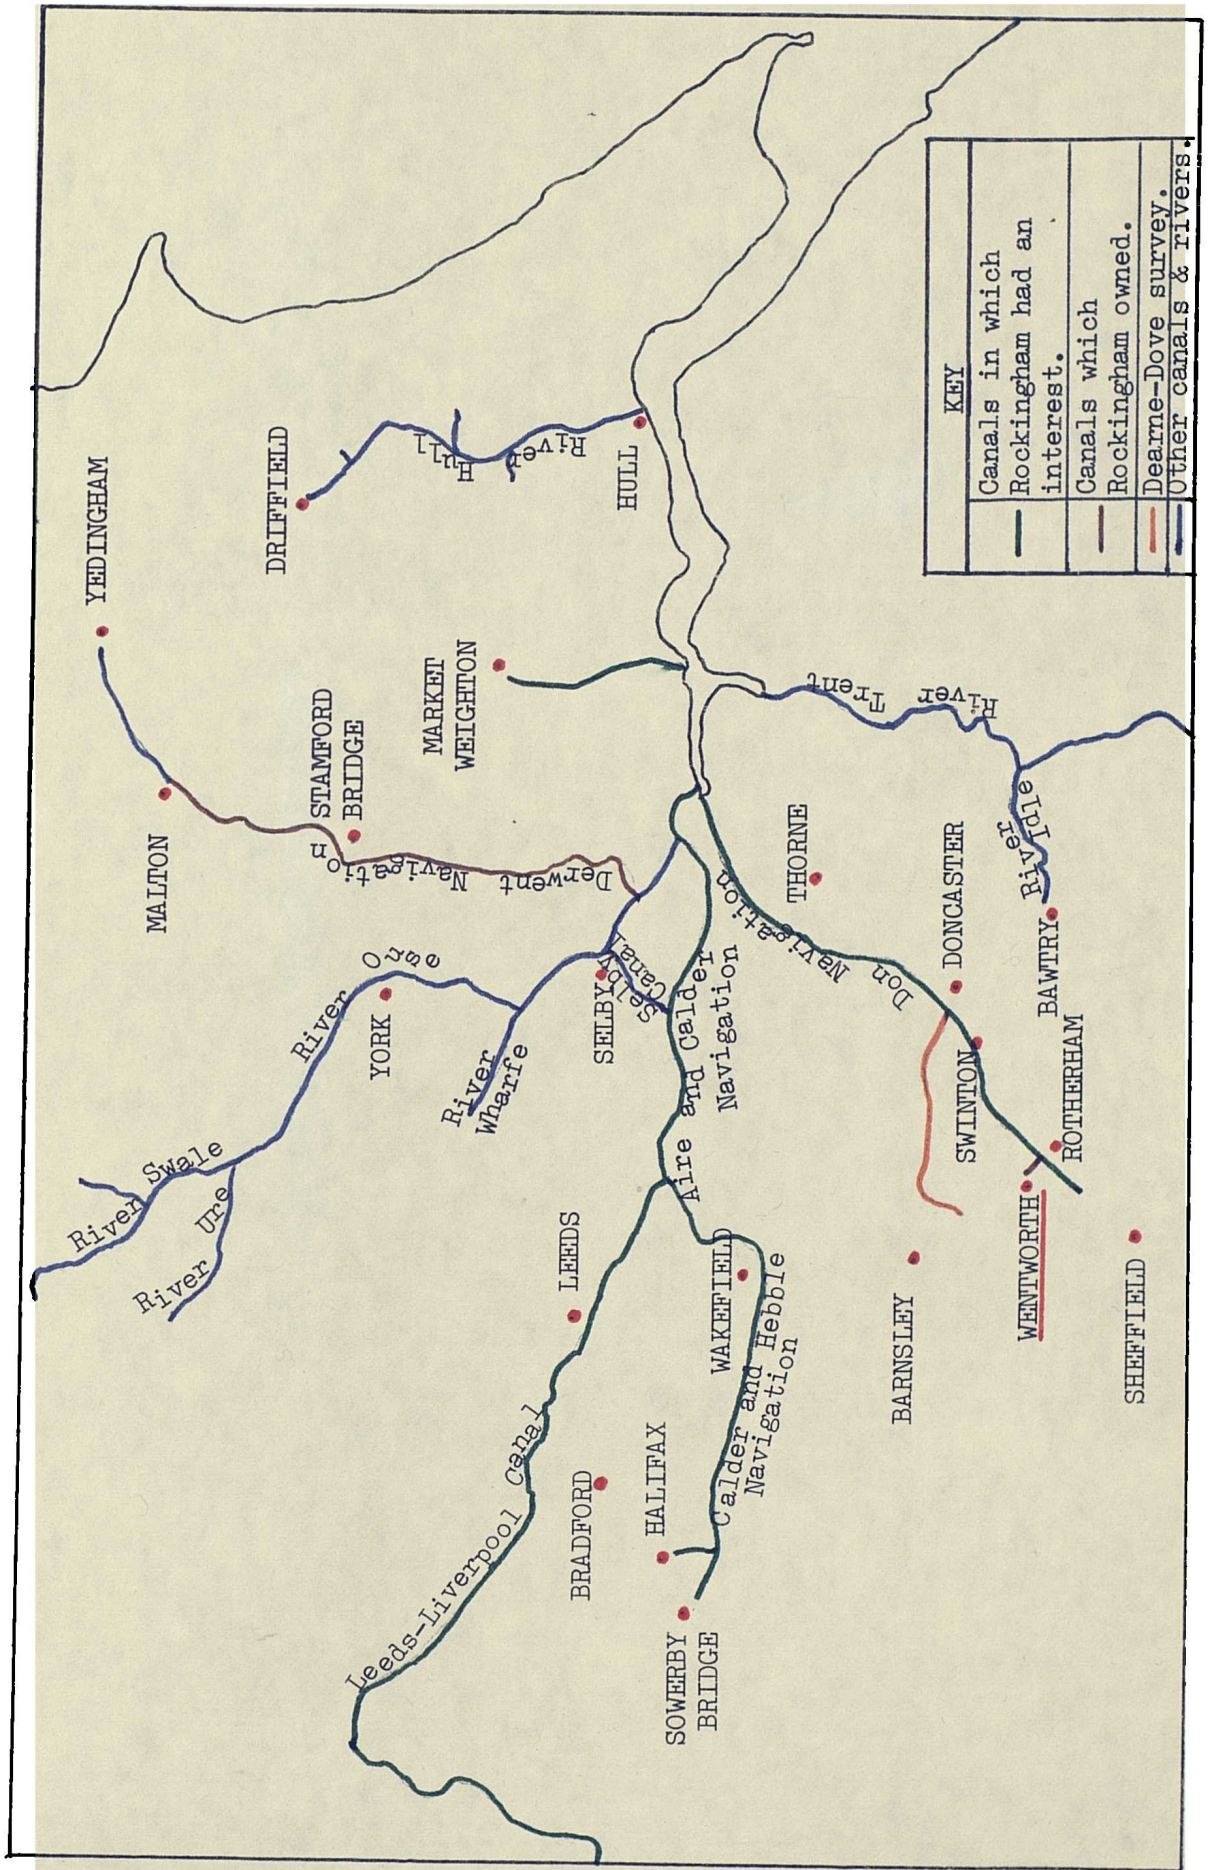 YEDINGHAM
MALTON
DRIFFIELD
STAMFORD
BRIDGE
Derwent Navigation
MARKET
WEIGHTON
River Hull
HULL
River Swale
River Ure
River Ouse
YORK
River
Wharfe
SELBY
Selby
Canal
Leeds-Liverpool Canal
LEEDS
BRADFORD
HALIFAX
SOWERBY
BRIDGE
Aire and Calder
Navigation
WAKEFIELD
Calder and Hebble
Navigation
Don Navigation
THORNE
DONCASTER
SWINTON
BARNSLEY
WENTWORTH
ROTHERHAM
SHEFFIELD
BAWTRY
River Idle
River Trent
KEY
Canals in which
Rockingham had an
interest.
Canals which
Rockingham owned.
Dearne-Dove survey.
Other canals & rivers.